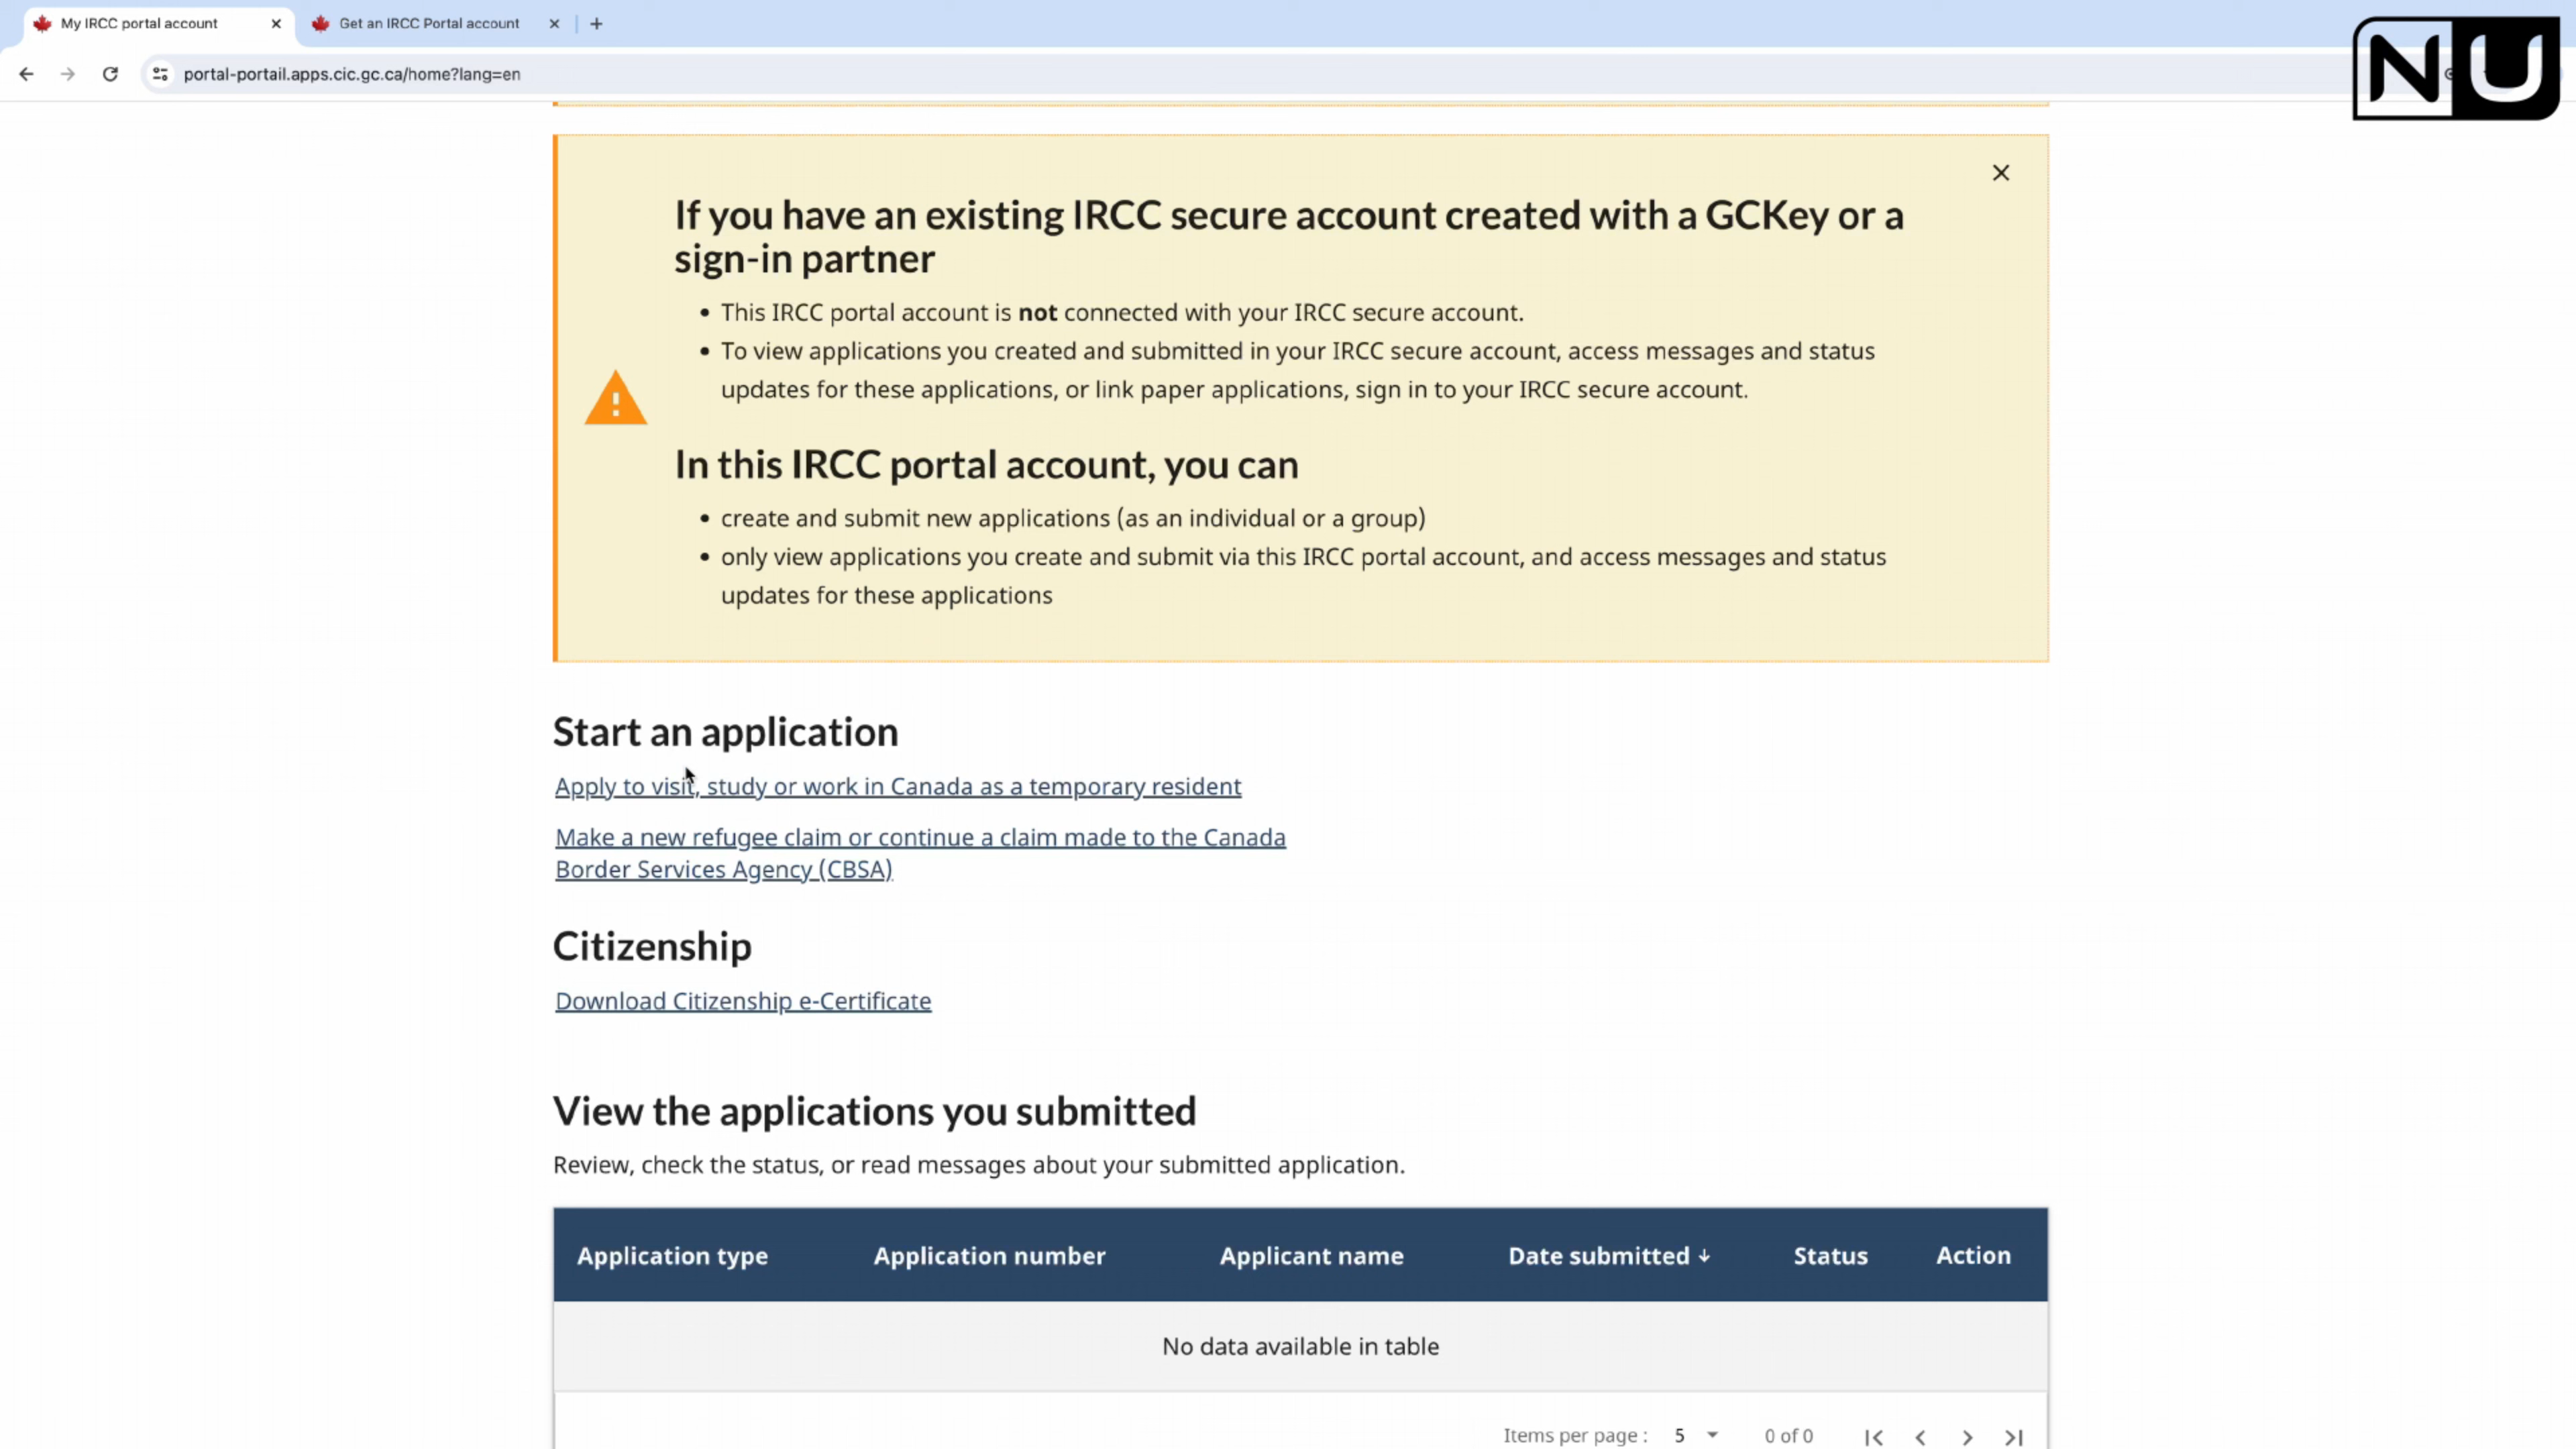 My IRCC portal account
Get an IRCC Portal account
portal-portail.apps.cic.gc.ca/home?lang=en
NU
If you have an existing IRCC secure account created with a GCKey or a
sign-in partner
This IRCC portal account is not connected with your IRCC secure account.
To view applications you created and submitted in your IRCC secure account, access messages and status
updates for these applications, or link paper applications, sign in to your IRCC secure account.
In this IRCC portal account, you can
create and submit new applications (as an individual or a group)
only view applications you create and submit via this IRCC portal account, and access messages and status
updates for these applications
Start an application
Apply to visit, study or work in Canada as a temporary resident
Make a new refugee claim or continue a claim made to the Canada
Border Services Agency (CBSA)
Citizenship
Download Citizenship e-Certificate
View the applications you submitted
Review, check the status, or read messages about your submitted application.
Application type Application number Applicant name Date submitted Status Action
No data available in table
Items per page : 5 0 of 0